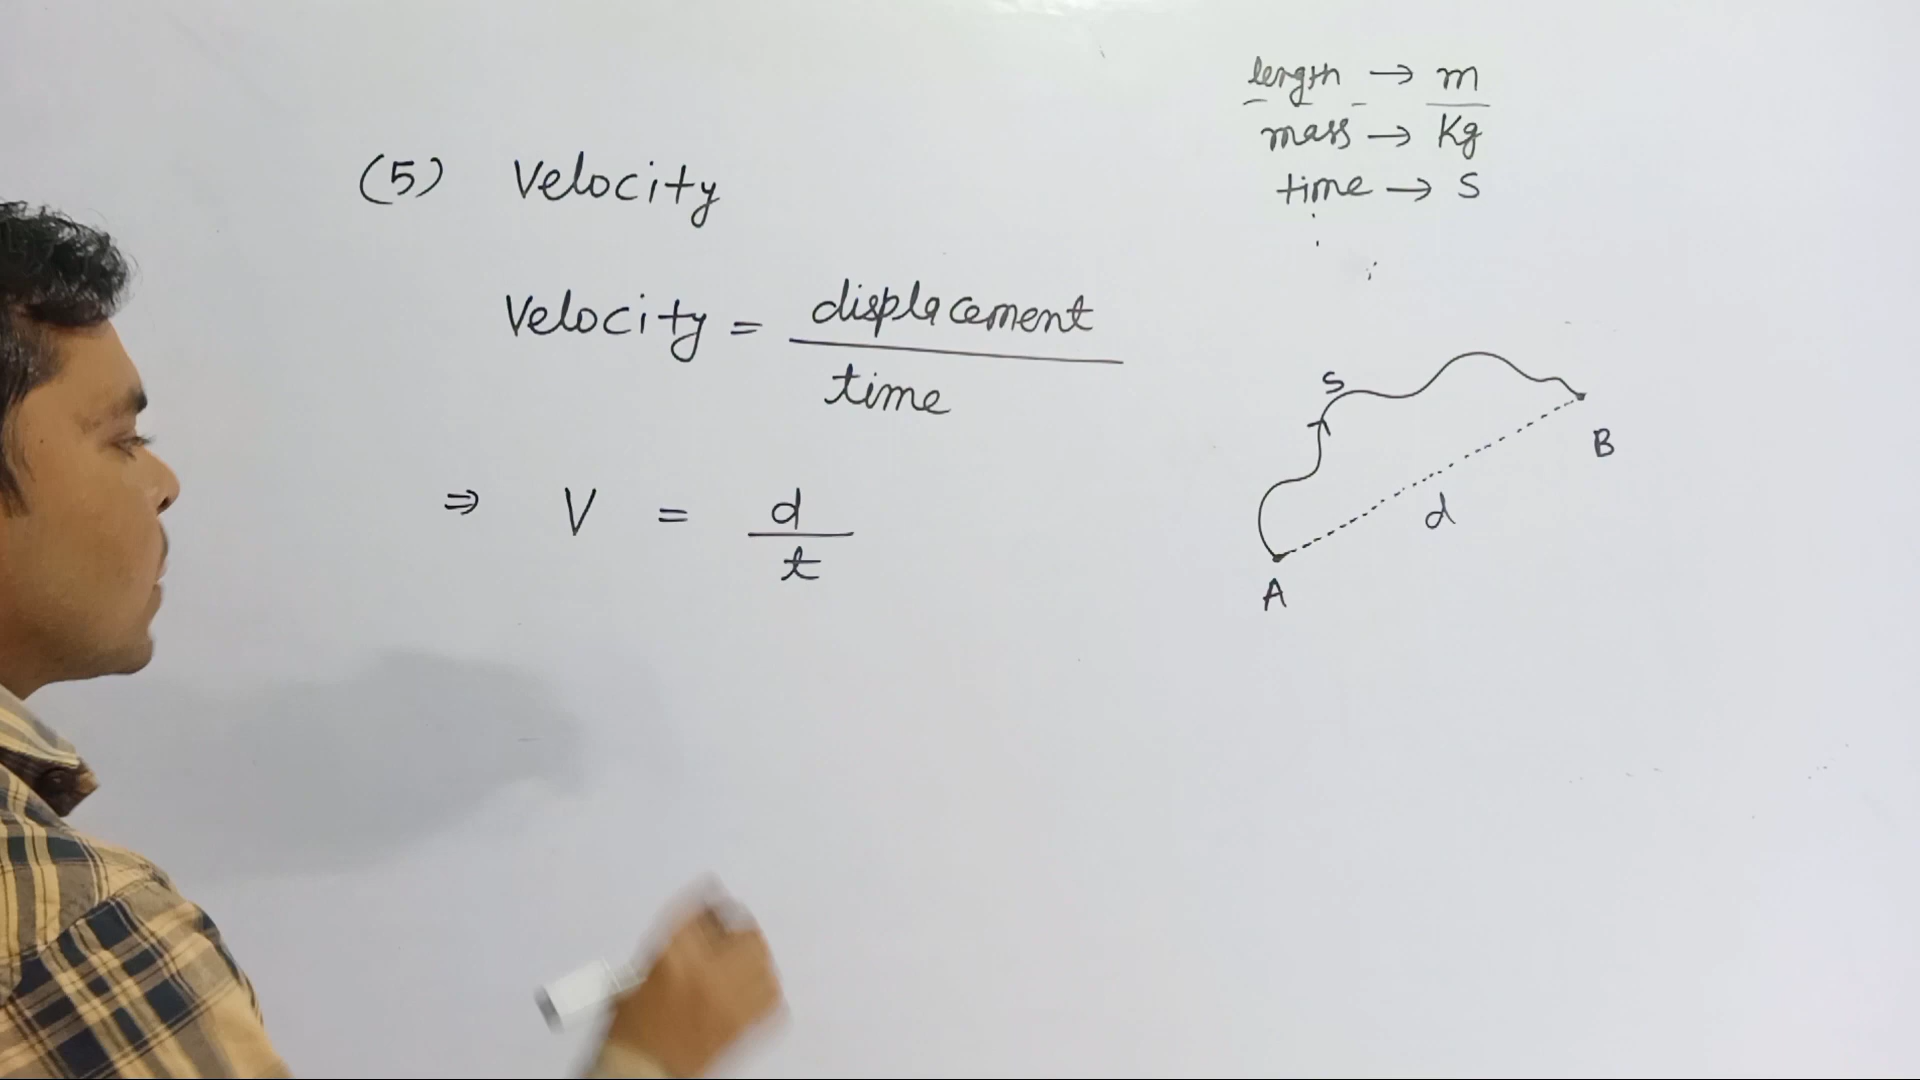 length → m
mass → Kg
time → S
(5) Velocity
Velocity = displacement / time
⇒ V = d / t
S
B
d
A